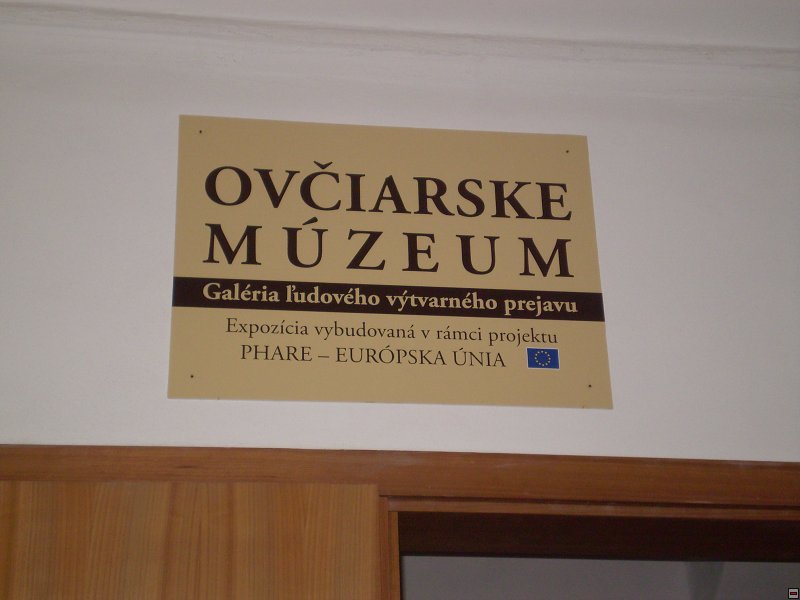 OVČIARSKE
MÚZEUM
Galéria ľudového výtvarného prejavu
Expozícia vybudovaná v rámci projektu
PHARE – EURÓPSKA ÚNIA